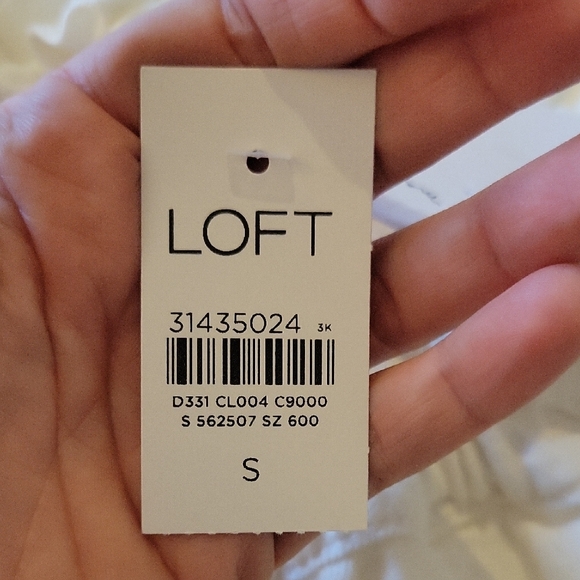 LOFT
31435024 3K
D331 CL004 C9000
S 562507 SZ 600
S